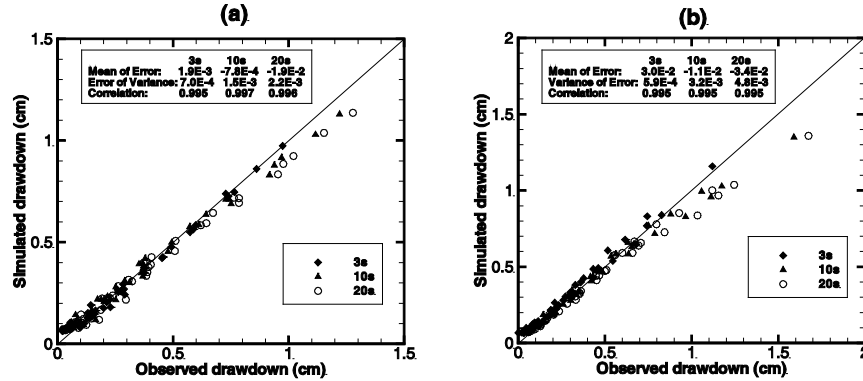 (a)
1.5
3s 10s 20s
Mean of Error: 1.9E-3 -7.8E-4 -1.9E-2
Error of Variance: 7.0E-4 1.5E-3 2.2E-3
Correlation: 0.995 0.997 0.996
Simulated drawdown (cm)
1
0.5
3s
10s
20s
0
0 0.5 1 1.5
Observed drawdown (cm)
(b)
2
3s 10s 20s
Mean of Error: 3.0E-2 -1.1E-2 -3.4E-2
Variance of Error: 5.9E-4 3.2E-3 4.8E-3
Correlation: 0.995 0.995 0.995
1.5
Simulated drawdown (cm)
1
0.5
3s
10s
20s
0
0 0.5 1 1.5 2
Observed drawdown (cm)